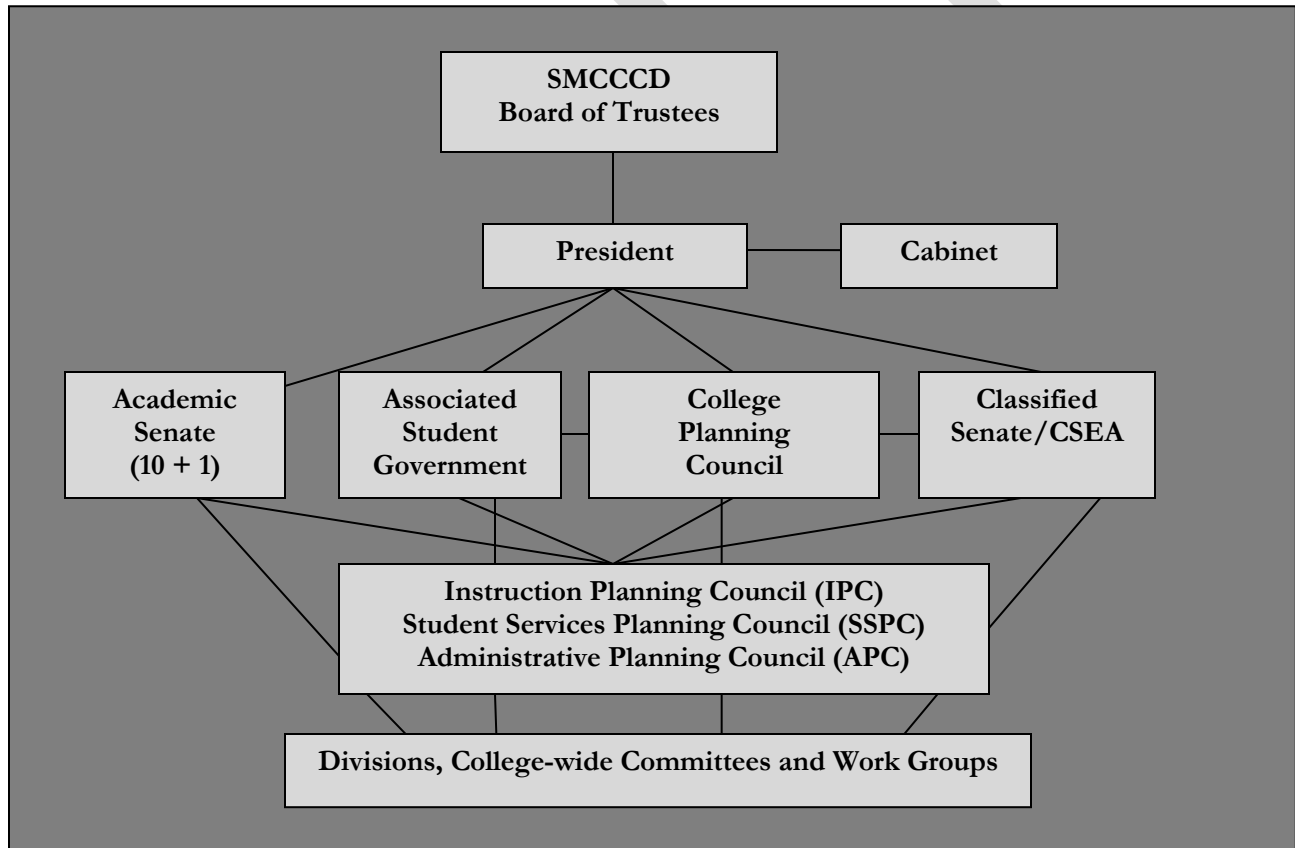 SMCCCD
Board of Trustees
President
Cabinet
Academic
Senate
(10 + 1)
Associated
Student
Government
College
Planning
Council
Classified
Senate/CSEA
Instruction Planning Council (IPC)
Student Services Planning Council (SSPC)
Administrative Planning Council (APC)
Divisions, College-wide Committees and Work Groups